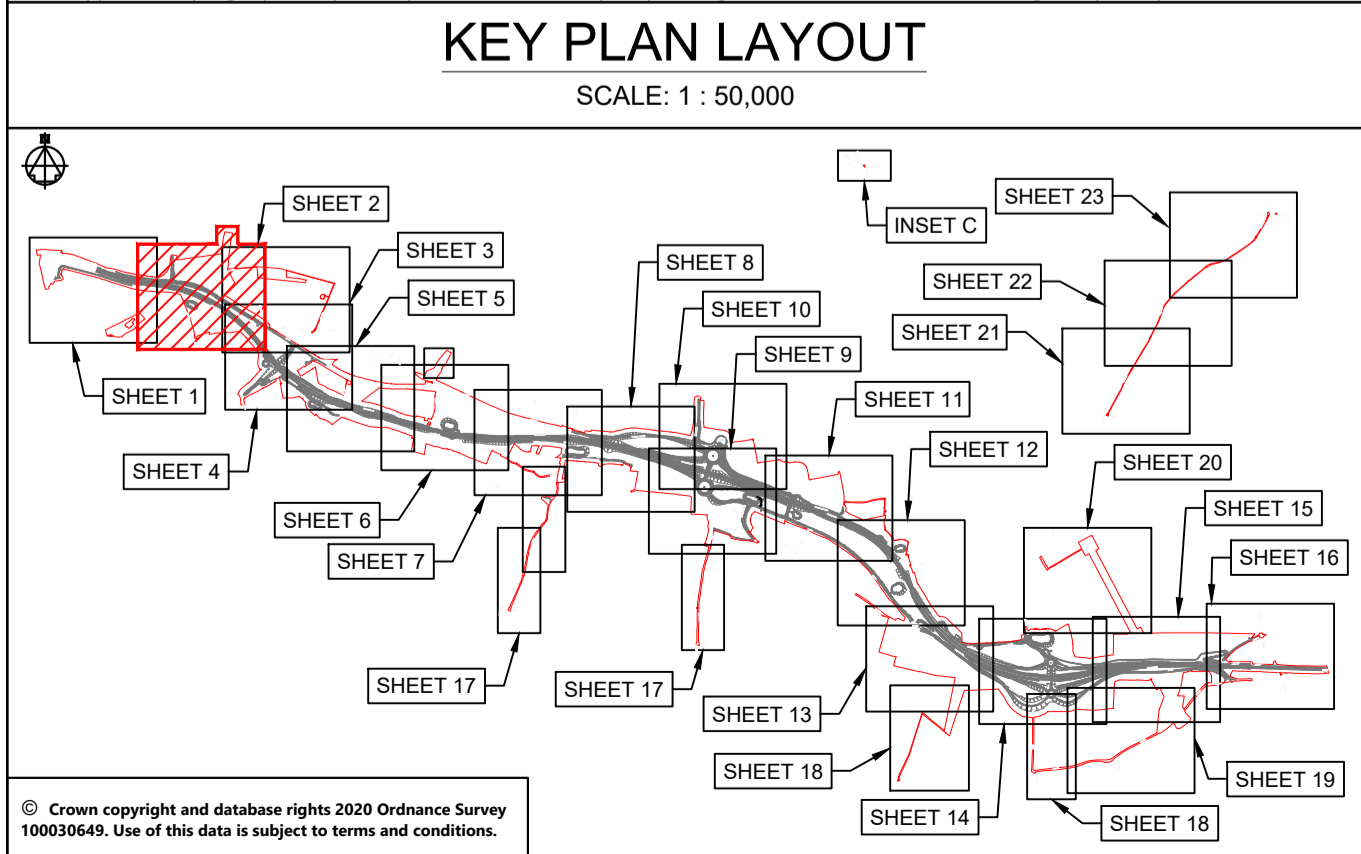 KEY PLAN LAYOUT
SCALE: 1 : 50,000
SHEET 2
SHEET 3
SHEET 5
SHEET 1
SHEET 4
SHEET 6
SHEET 7
SHEET 17
SHEET 8
SHEET 10
SHEET 9
SHEET 11
SHEET 12
INSET C
SHEET 23
SHEET 22
SHEET 21
SHEET 20
SHEET 15
SHEET 16
SHEET 17
SHEET 13
SHEET 18
SHEET 14
SHEET 18
SHEET 19
© Crown copyright and database rights 2020 Ordnance Survey
100030649. Use of this data is subject to terms and conditions.